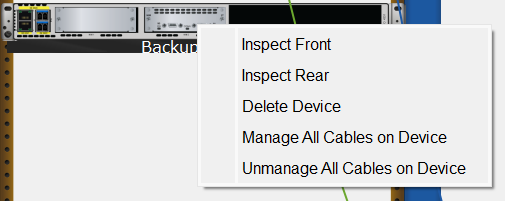 Backup
Inspect Front
Inspect Rear
Delete Device
Manage All Cables on Device
Unmanage All Cables on Device